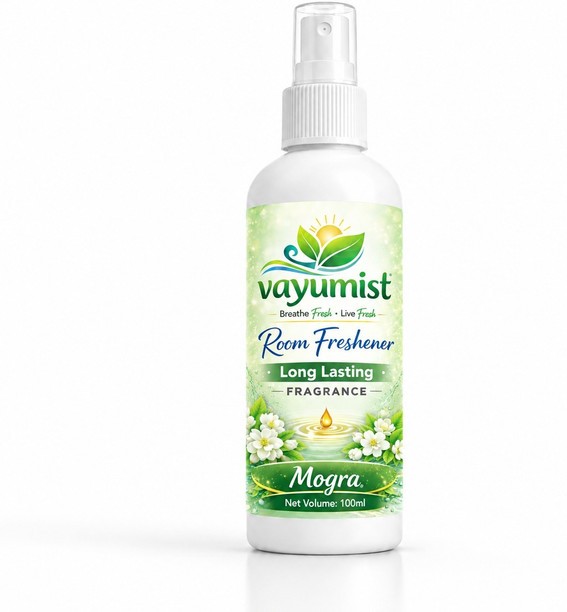 vayumist
Breathe Fresh • Live Fresh
Room Freshener
• Long Lasting •
— FRAGRANCE —
Mogra
Net Volume: 100ml